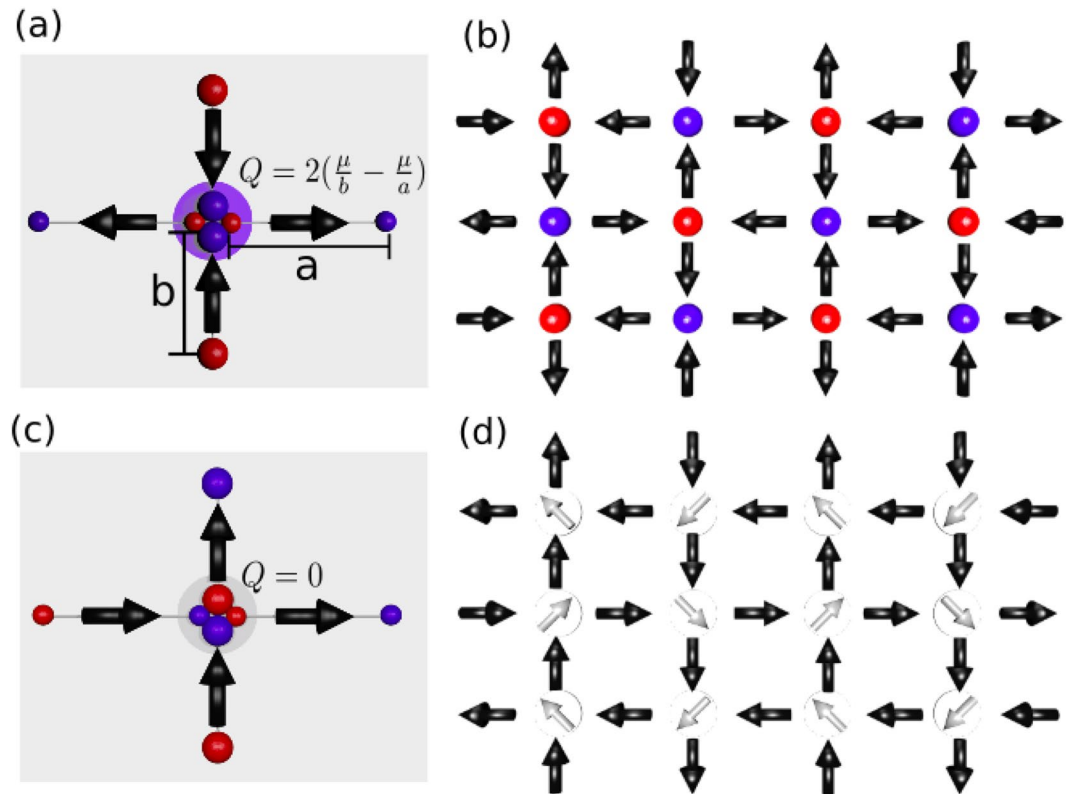 (a)
(b)
Q = 2(μ/b − μ/a)
a
b
(c)
(d)
Q = 0